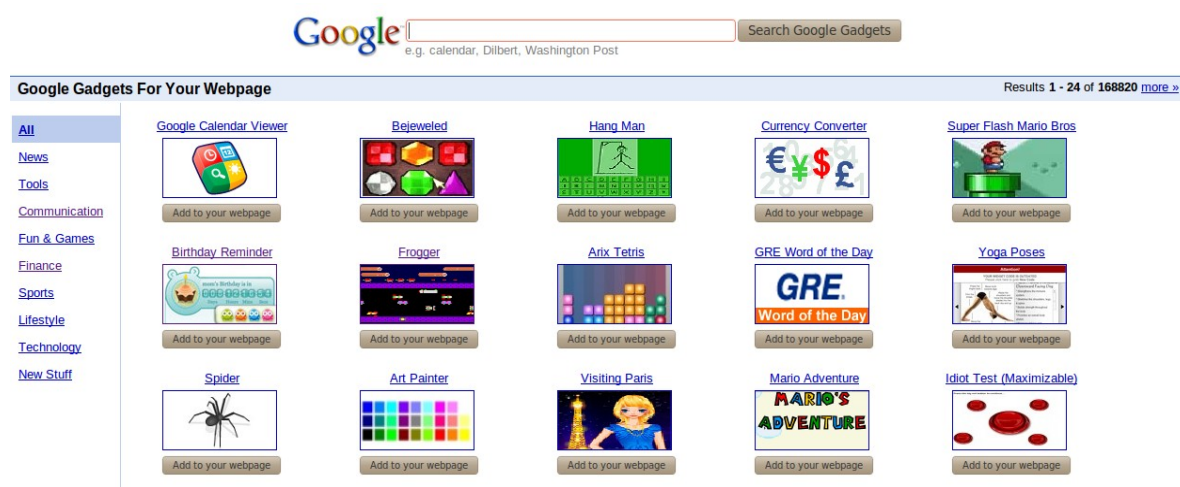 Google
Search Google Gadgets
e.g. calendar, Dilbert, Washington Post
Google Gadgets For Your Webpage
Results 1 - 24 of 168820 more »
All
News
Tools
Communication
Fun & Games
Finance
Sports
Lifestyle
Technology
New Stuff
Google Calendar Viewer
Bejeweled
Hang Man
Currency Converter
Super Flash Mario Bros
Add to your webpage
Add to your webpage
Add to your webpage
Add to your webpage
Add to your webpage
Birthday Reminder
Frogger
Arix Tetris
GRE Word of the Day
Yoga Poses
mom's Birthday is in
GRE.
Word of the Day
Attention!
Add to your webpage
Add to your webpage
Add to your webpage
Add to your webpage
Add to your webpage
Spider
Art Painter
Visiting Paris
Mario Adventure
Idiot Test (Maximizable)
MARIO'S
ADVENTURE
Add to your webpage
Add to your webpage
Add to your webpage
Add to your webpage
Add to your webpage